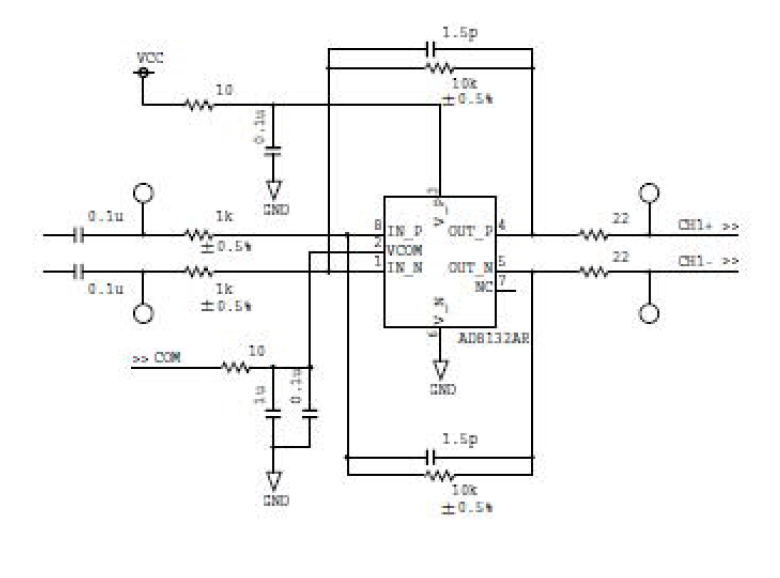 1.5p
VCC
10
10k
±0.5%
0.1u
GND
3
V_P
0.1u
1k
±0.5%
8 IN_P
2 VCOM
1 IN_N
OUT_P 4
OUT_N 5
NC 7
22
CH1+ >>
22
CH1- >>
0.1u
1k
±0.5%
V_N
6
AD8132AR
GND
>> COM
10
1u
0.1u
GND
1.5p
10k
±0.5%